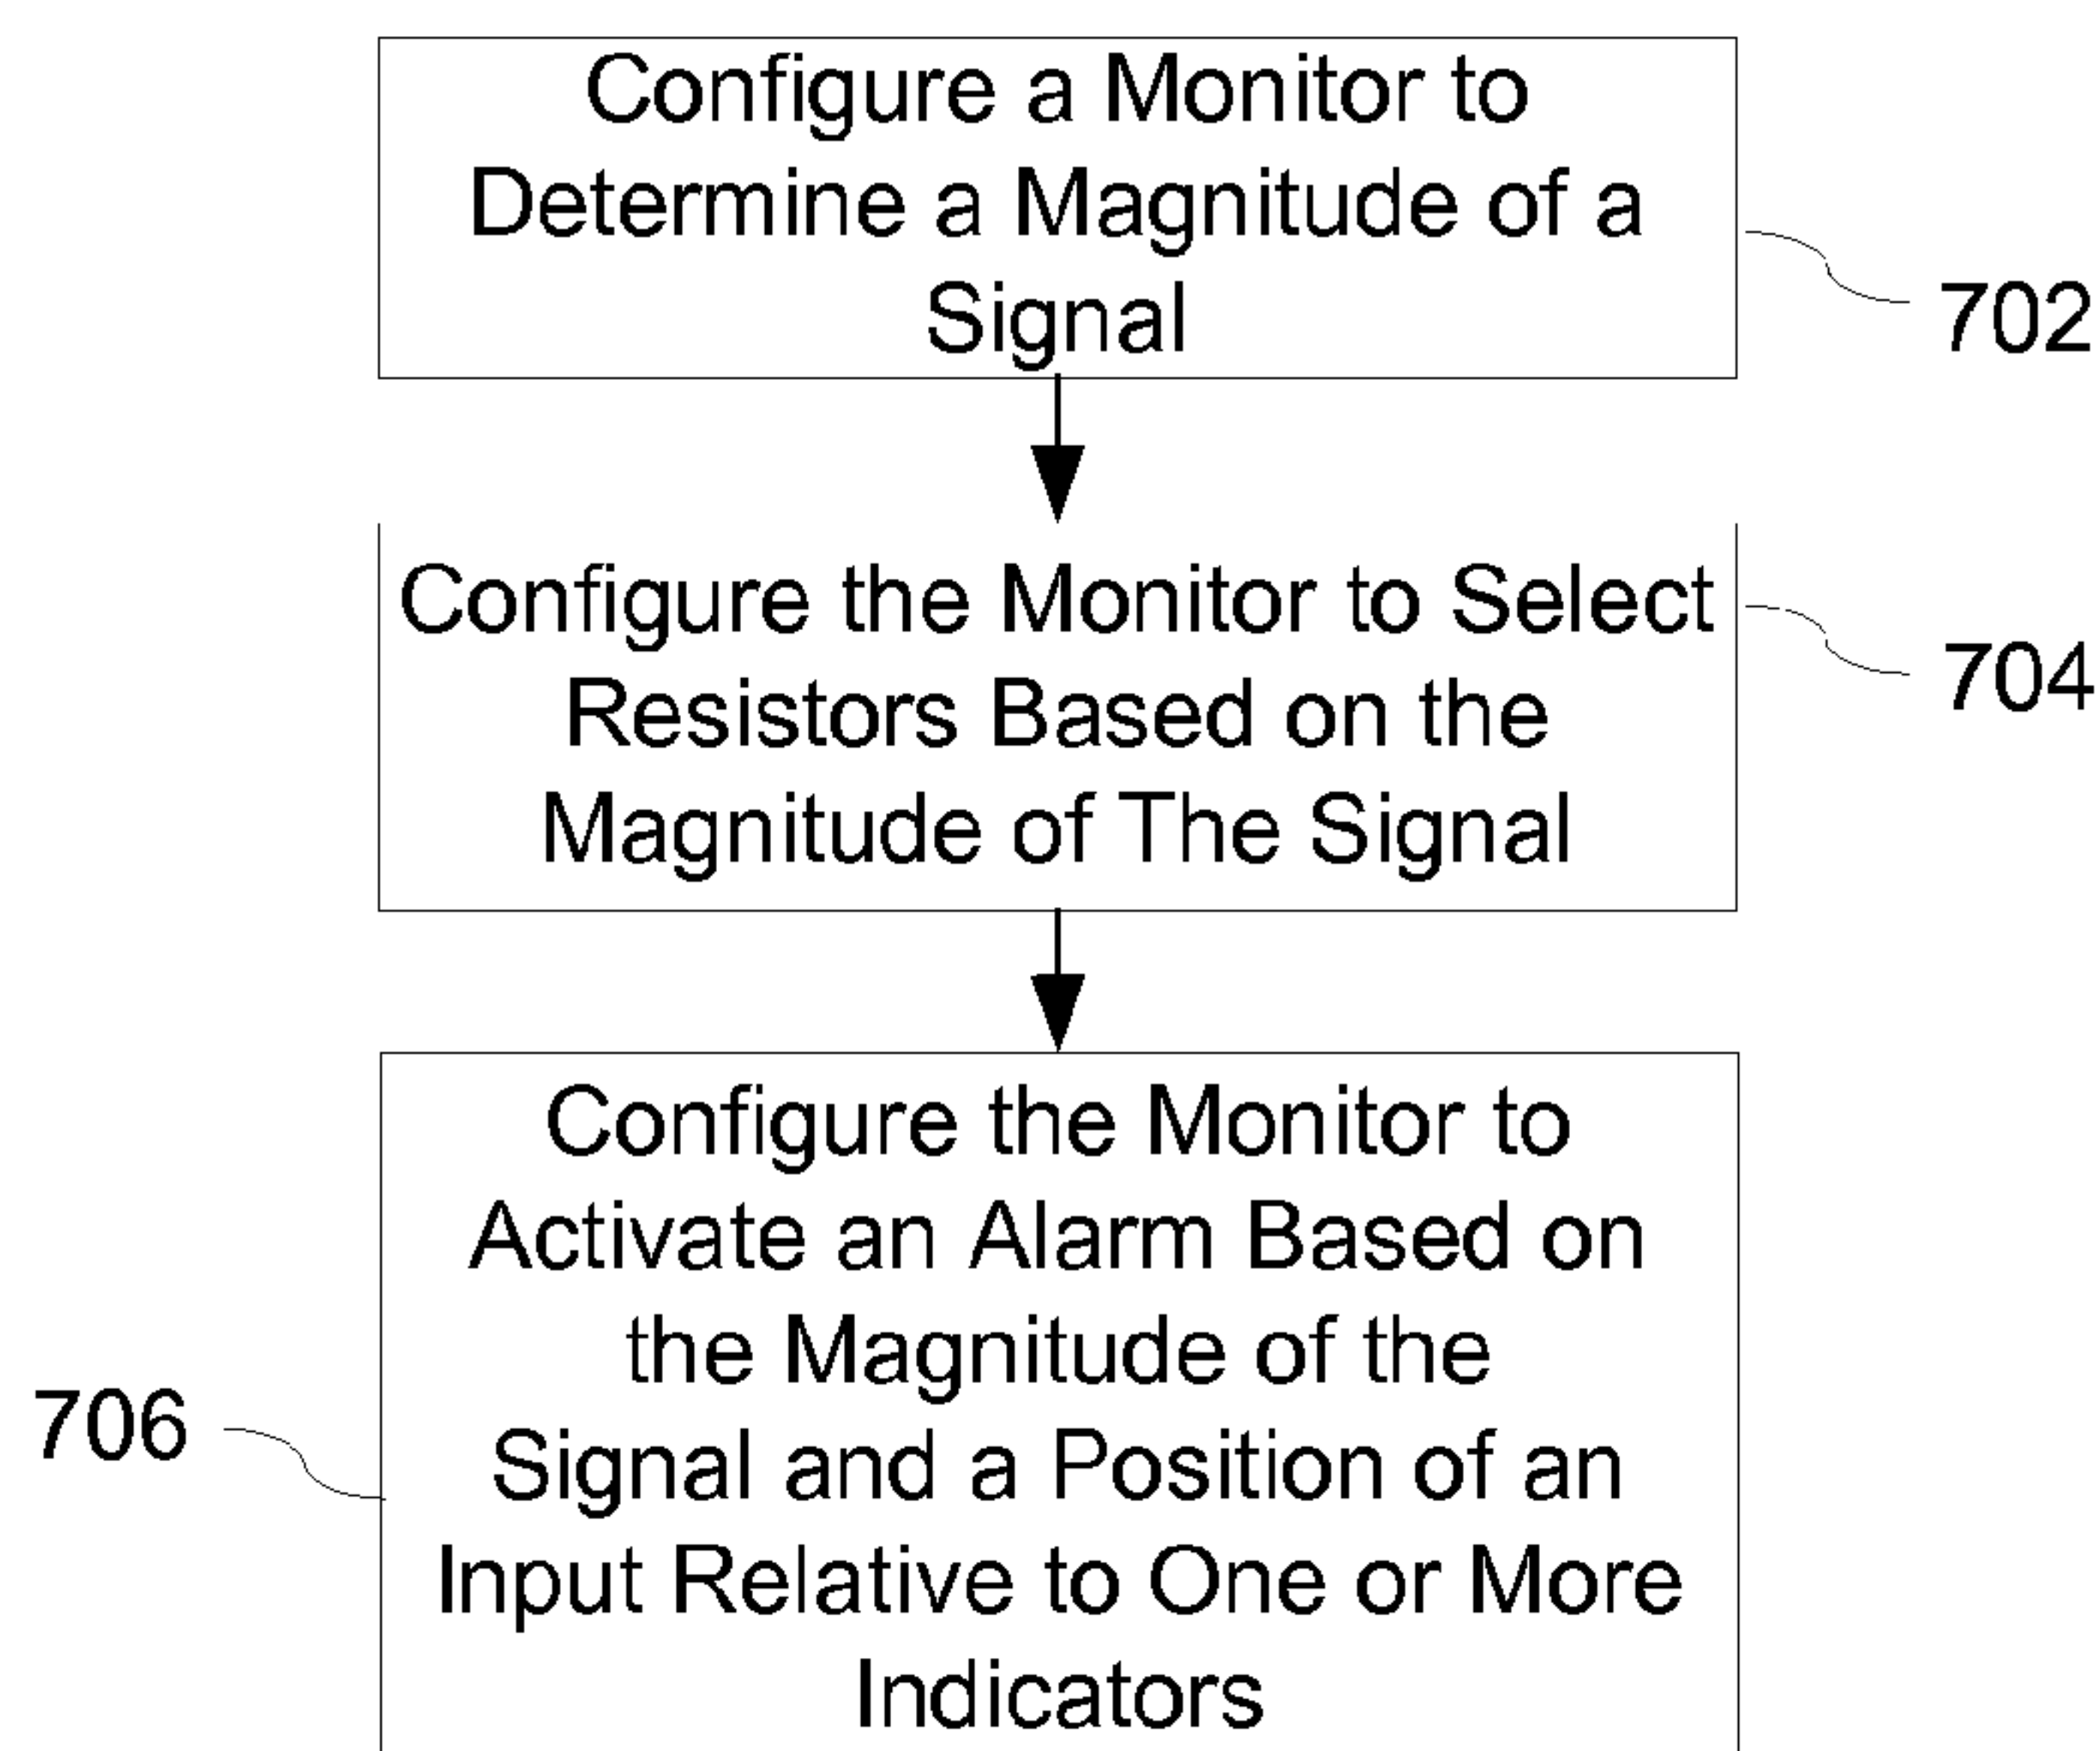 Configure a Monitor to
Determine a Magnitude of a
Signal
702
Configure the Monitor to Select
Resistors Based on the
Magnitude of The Signal
704
Configure the Monitor to
Activate an Alarm Based on
the Magnitude of the
Signal and a Position of an
Input Relative to One or More
Indicators
706